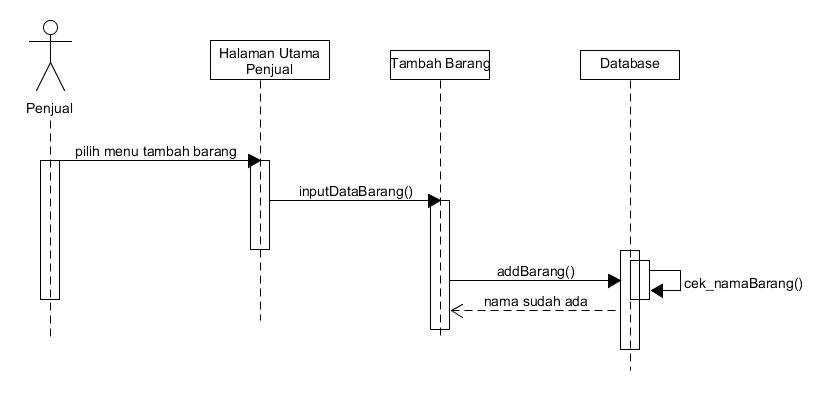 Halaman Utama
Penjual
Tambah Barang
Database
Penjual
pilih menu tambah barang
inputDataBarang()
addBarang()
cek_namaBarang()
nama sudah ada